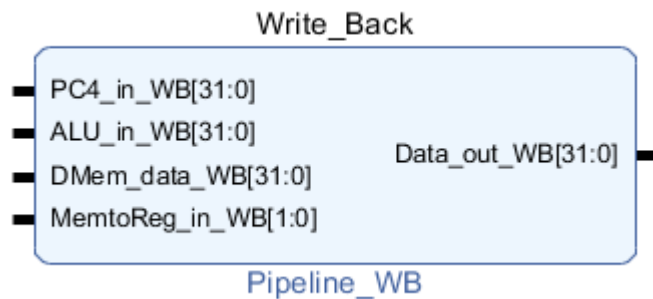 Write_Back
PC4_in_WB[31:0]
ALU_in_WB[31:0]
DMem_data_WB[31:0]
MemtoReg_in_WB[1:0]
Data_out_WB[31:0]
Pipeline_WB